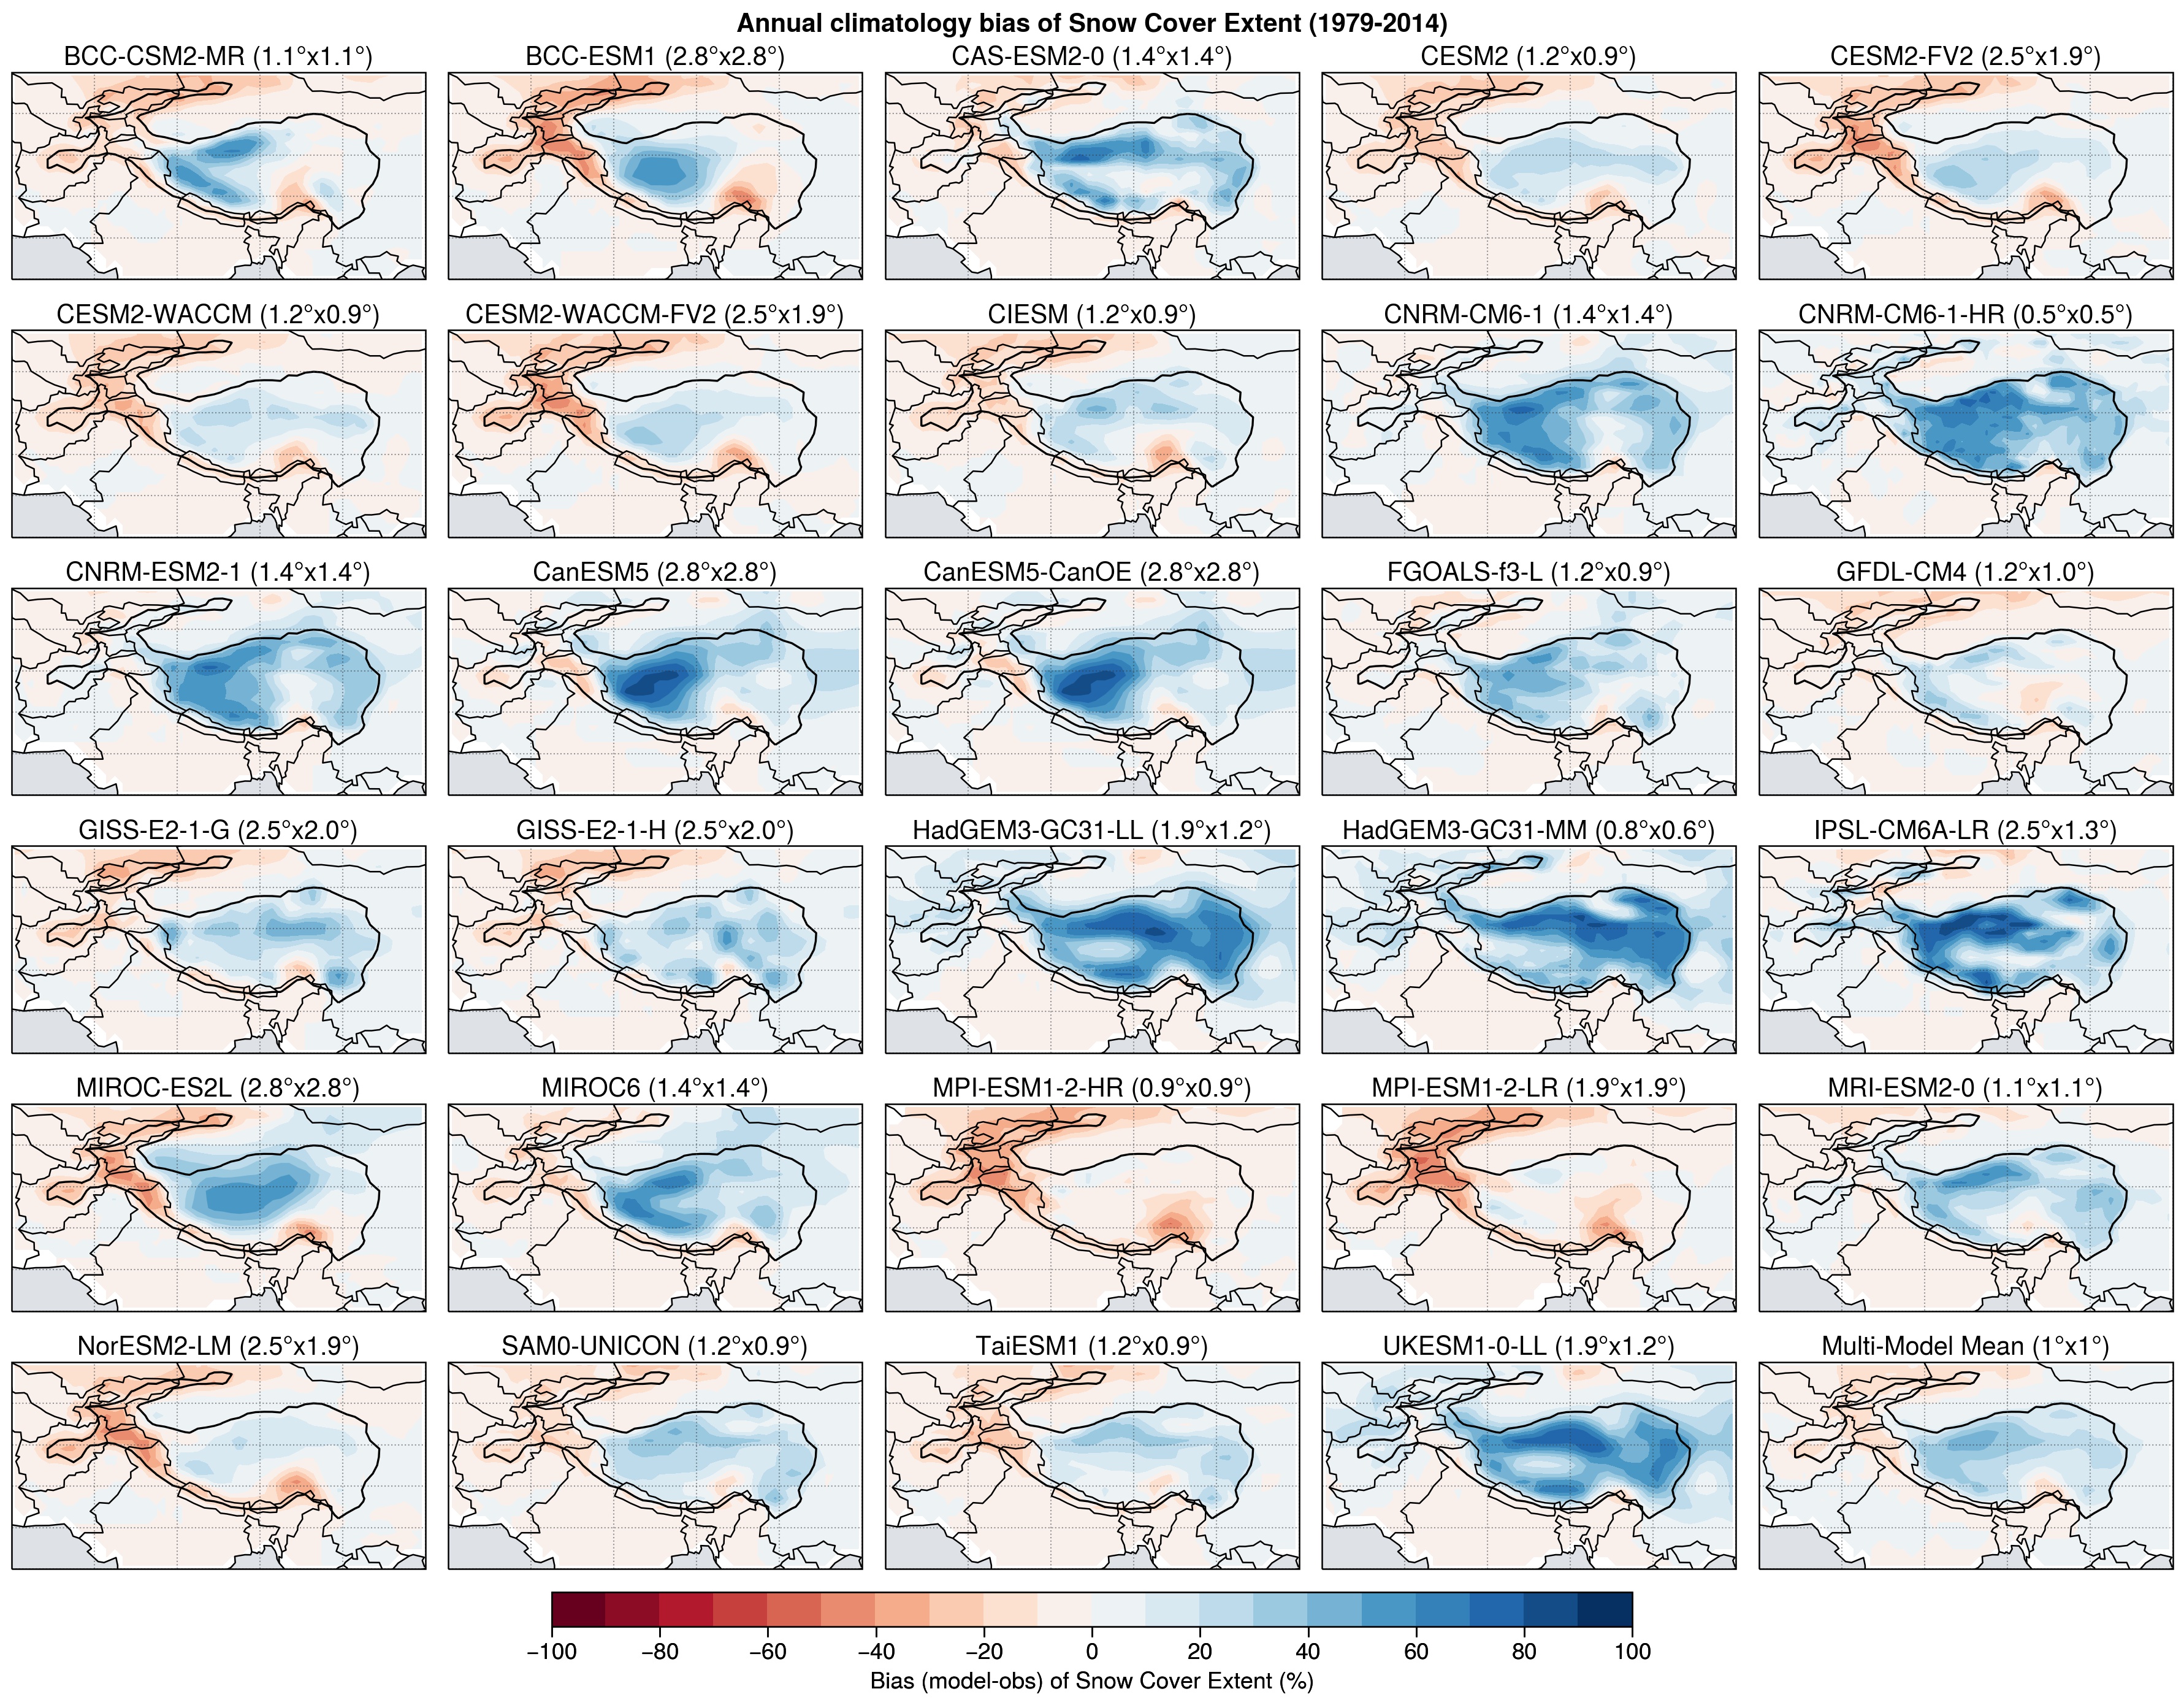 Annual climatology bias of Snow Cover Extent (1979-2014)
BCC-CSM2-MR (1.1°x1.1°)
BCC-ESM1 (2.8°x2.8°)
CAS-ESM2-0 (1.4°x1.4°)
CESM2 (1.2°x0.9°)
CESM2-FV2 (2.5°x1.9°)
CESM2-WACCM (1.2°x0.9°)
CESM2-WACCM-FV2 (2.5°x1.9°)
CIESM (1.2°x0.9°)
CNRM-CM6-1 (1.4°x1.4°)
CNRM-CM6-1-HR (0.5°x0.5°)
CNRM-ESM2-1 (1.4°x1.4°)
CanESM5 (2.8°x2.8°)
CanESM5-CanOE (2.8°x2.8°)
FGOALS-f3-L (1.2°x0.9°)
GFDL-CM4 (1.2°x1.0°)
GISS-E2-1-G (2.5°x2.0°)
GISS-E2-1-H (2.5°x2.0°)
HadGEM3-GC31-LL (1.9°x1.2°)
HadGEM3-GC31-MM (0.8°x0.6°)
IPSL-CM6A-LR (2.5°x1.3°)
MIROC-ES2L (2.8°x2.8°)
MIROC6 (1.4°x1.4°)
MPI-ESM1-2-HR (0.9°x0.9°)
MPI-ESM1-2-LR (1.9°x1.9°)
MRI-ESM2-0 (1.1°x1.1°)
NorESM2-LM (2.5°x1.9°)
SAM0-UNICON (1.2°x0.9°)
TaiESM1 (1.2°x0.9°)
UKESM1-0-LL (1.9°x1.2°)
Multi-Model Mean (1°x1°)
−100 −80 −60 −40 −20 0 20 40 60 80 100
Bias (model-obs) of Snow Cover Extent (%)